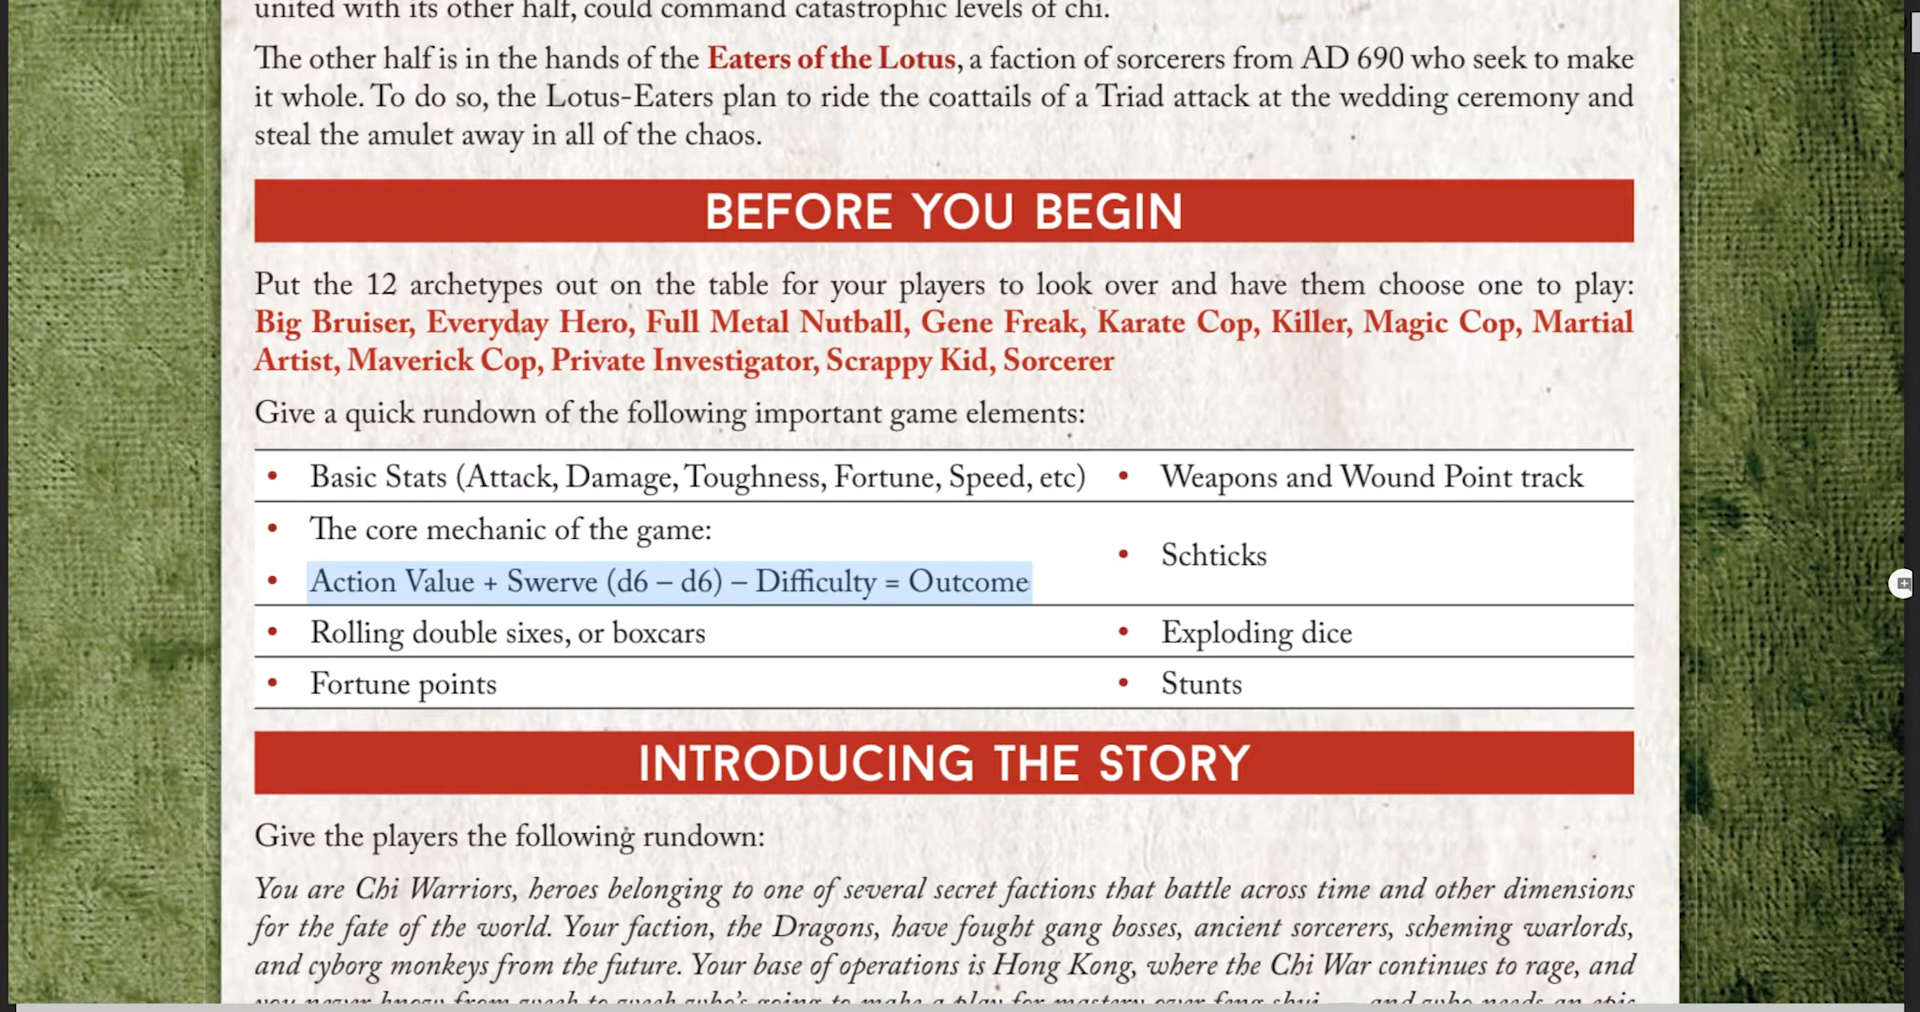 united with its other half, could command catastrophic levels of chi.
The other half is in the hands of the Eaters of the Lotus, a faction of sorcerers from AD 690 who seek to make
it whole. To do so, the Lotus-Eaters plan to ride the coattails of a Triad attack at the wedding ceremony and
steal the amulet away in all of the chaos.
BEFORE YOU BEGIN
Put the 12 archetypes out on the table for your players to look over and have them choose one to play:
Big Bruiser, Everyday Hero, Full Metal Nutball, Gene Freak, Karate Cop, Killer, Magic Cop, Martial
Artist, Maverick Cop, Private Investigator, Scrappy Kid, Sorcerer
Give a quick rundown of the following important game elements:
• Basic Stats (Attack, Damage, Toughness, Fortune, Speed, etc) • Weapons and Wound Point track
• The core mechanic of the game:
• Schticks
• Action Value + Swerve (d6 – d6) – Difficulty = Outcome
• Rolling double sixes, or boxcars • Exploding dice
• Fortune points • Stunts
INTRODUCING THE STORY
Give the players the following rundown:
You are Chi Warriors, heroes belonging to one of several secret factions that battle across time and other dimensions
for the fate of the world. Your faction, the Dragons, have fought gang bosses, ancient sorcerers, scheming warlords,
and cyborg monkeys from the future. Your base of operations is Hong Kong, where the Chi War continues to rage, and